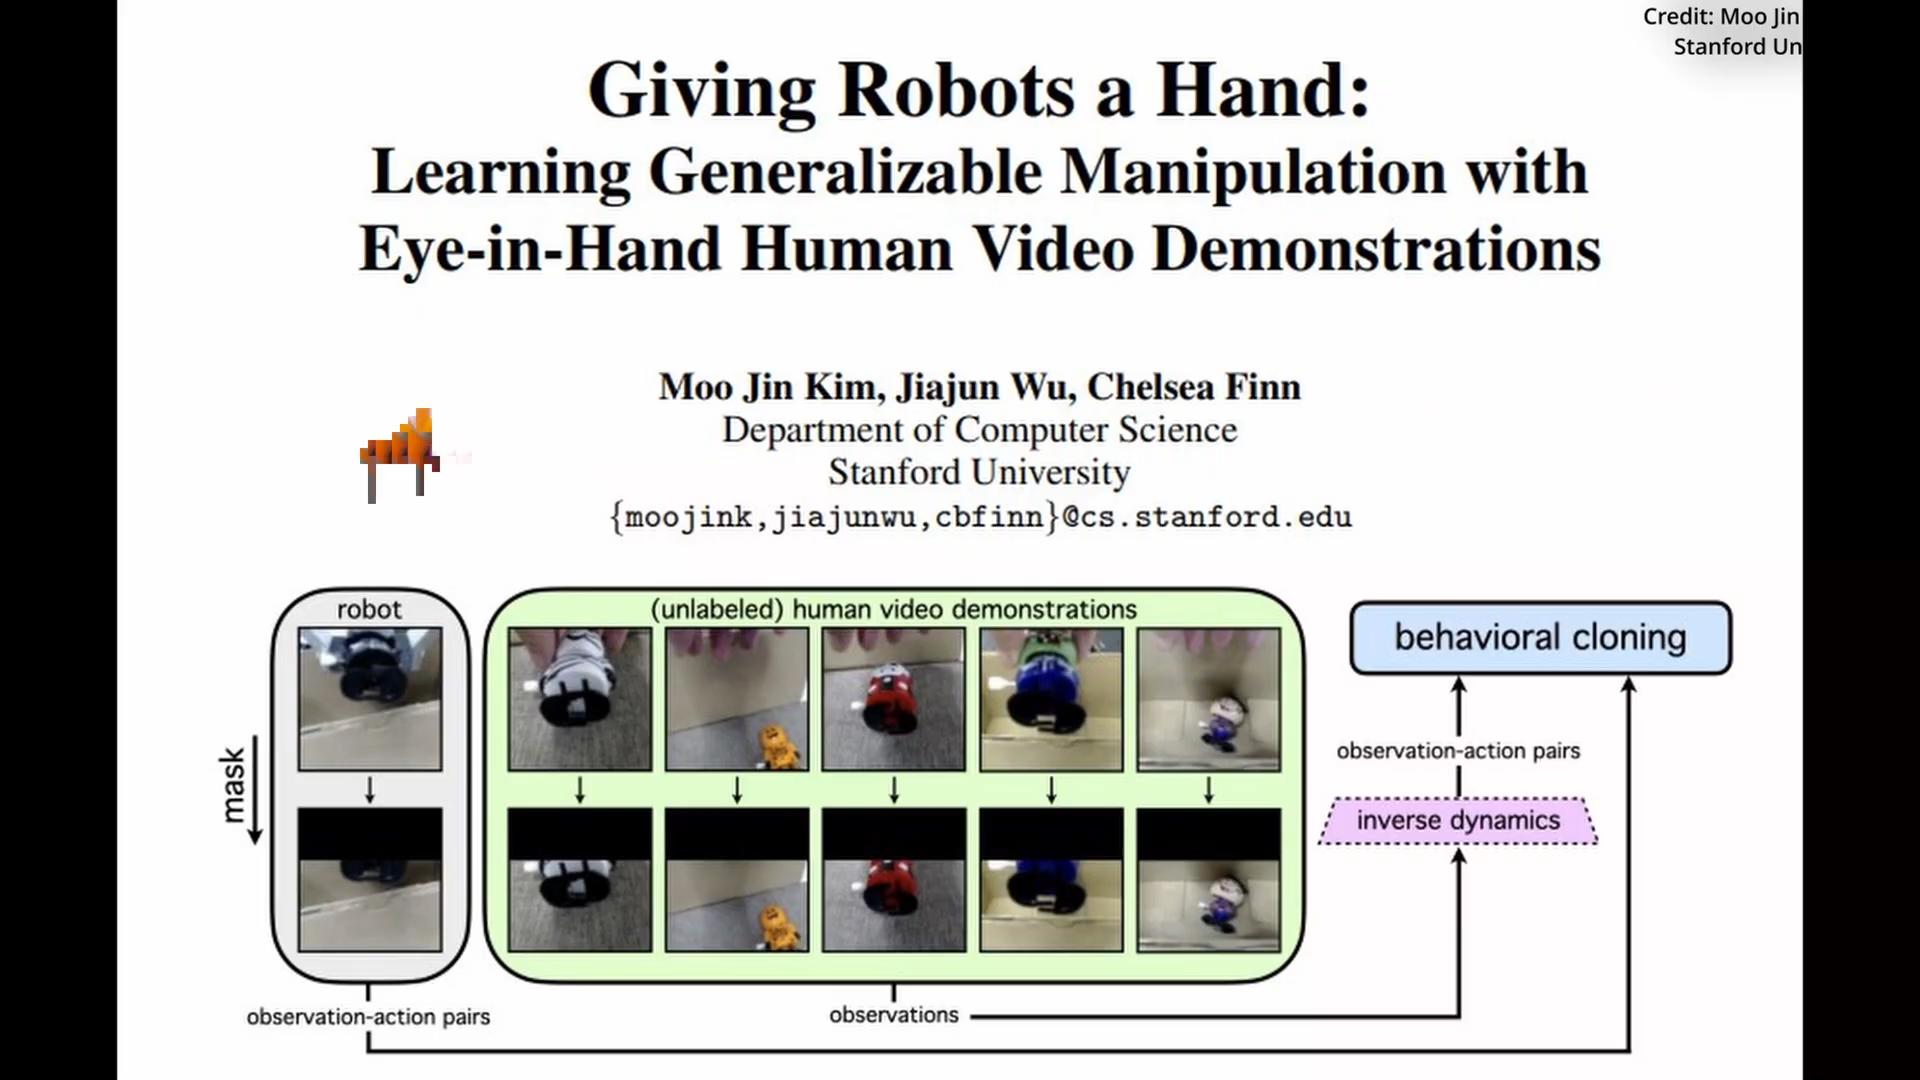 Credit: Moo Jin
Stanford Un
Giving Robots a Hand:
Learning Generalizable Manipulation with
Eye-in-Hand Human Video Demonstrations
Moo Jin Kim, Jiajun Wu, Chelsea Finn
Department of Computer Science
Stanford University
{moojink,jiajunwu,cbfinn}@cs.stanford.edu
robot
(unlabeled) human video demonstrations
behavioral cloning
mask
observation-action pairs
inverse dynamics
observation-action pairs
observations